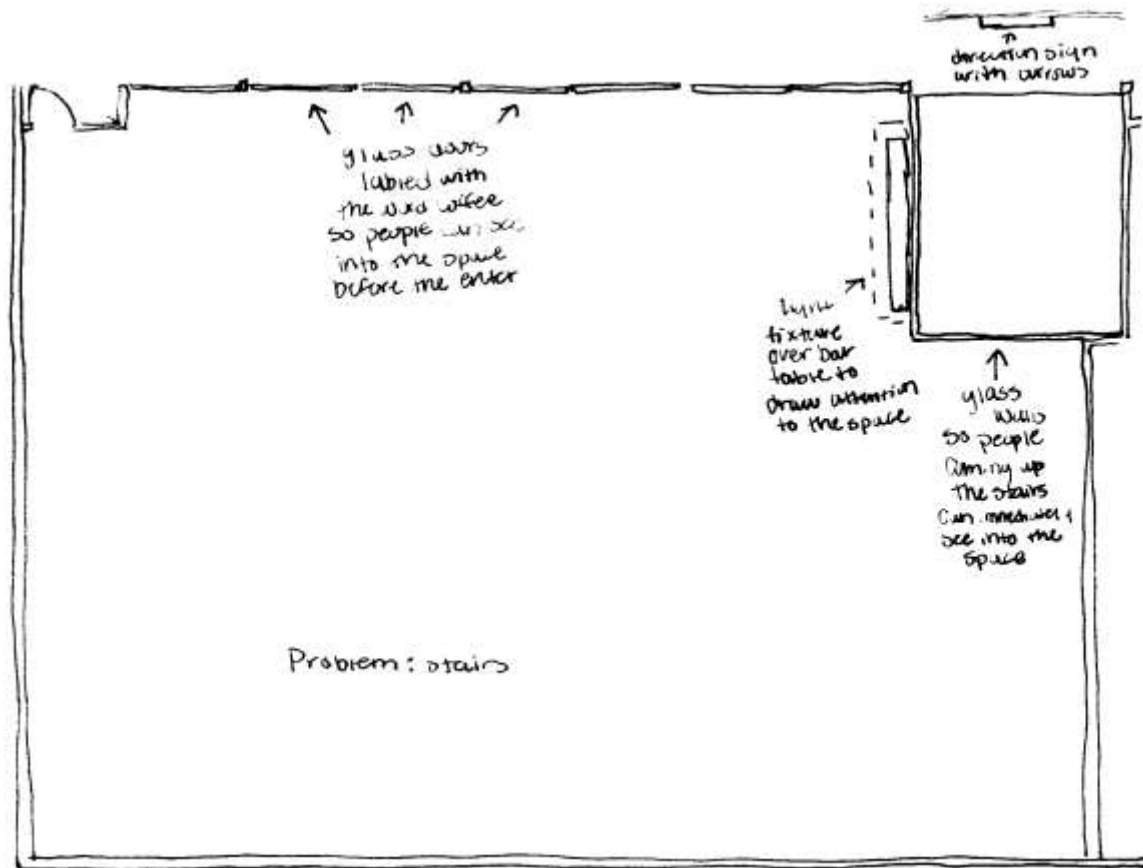 direction sign
with arrows
glass doors
labled with
the word coffee
so people can see
into the space
before the enter
light
fixture
over bar
table to
draw attention
to the space
glass
walls
so people
coming up
the stairs
can immediately
see into the
space
Problem: stairs